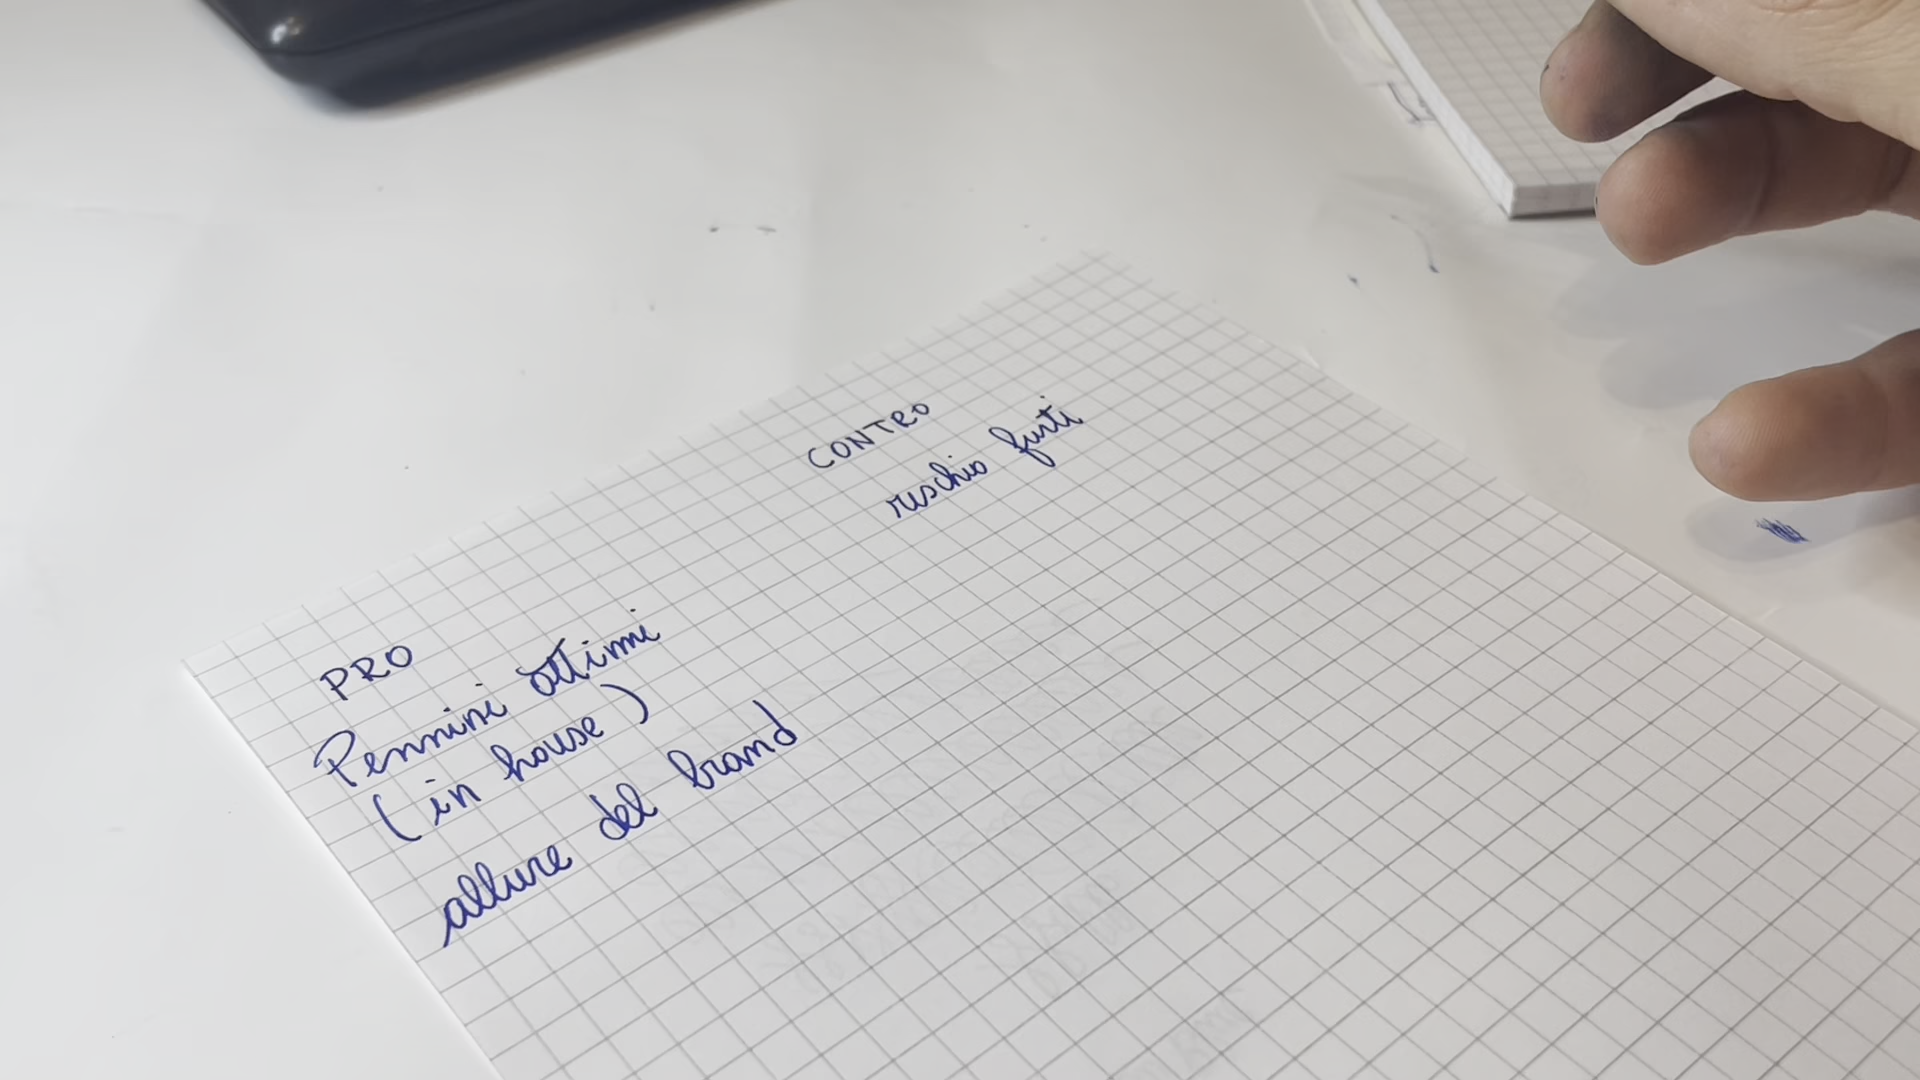 PRO
Pennini ottimi
(in house)
allure del brand
CONTRO
rischio furti